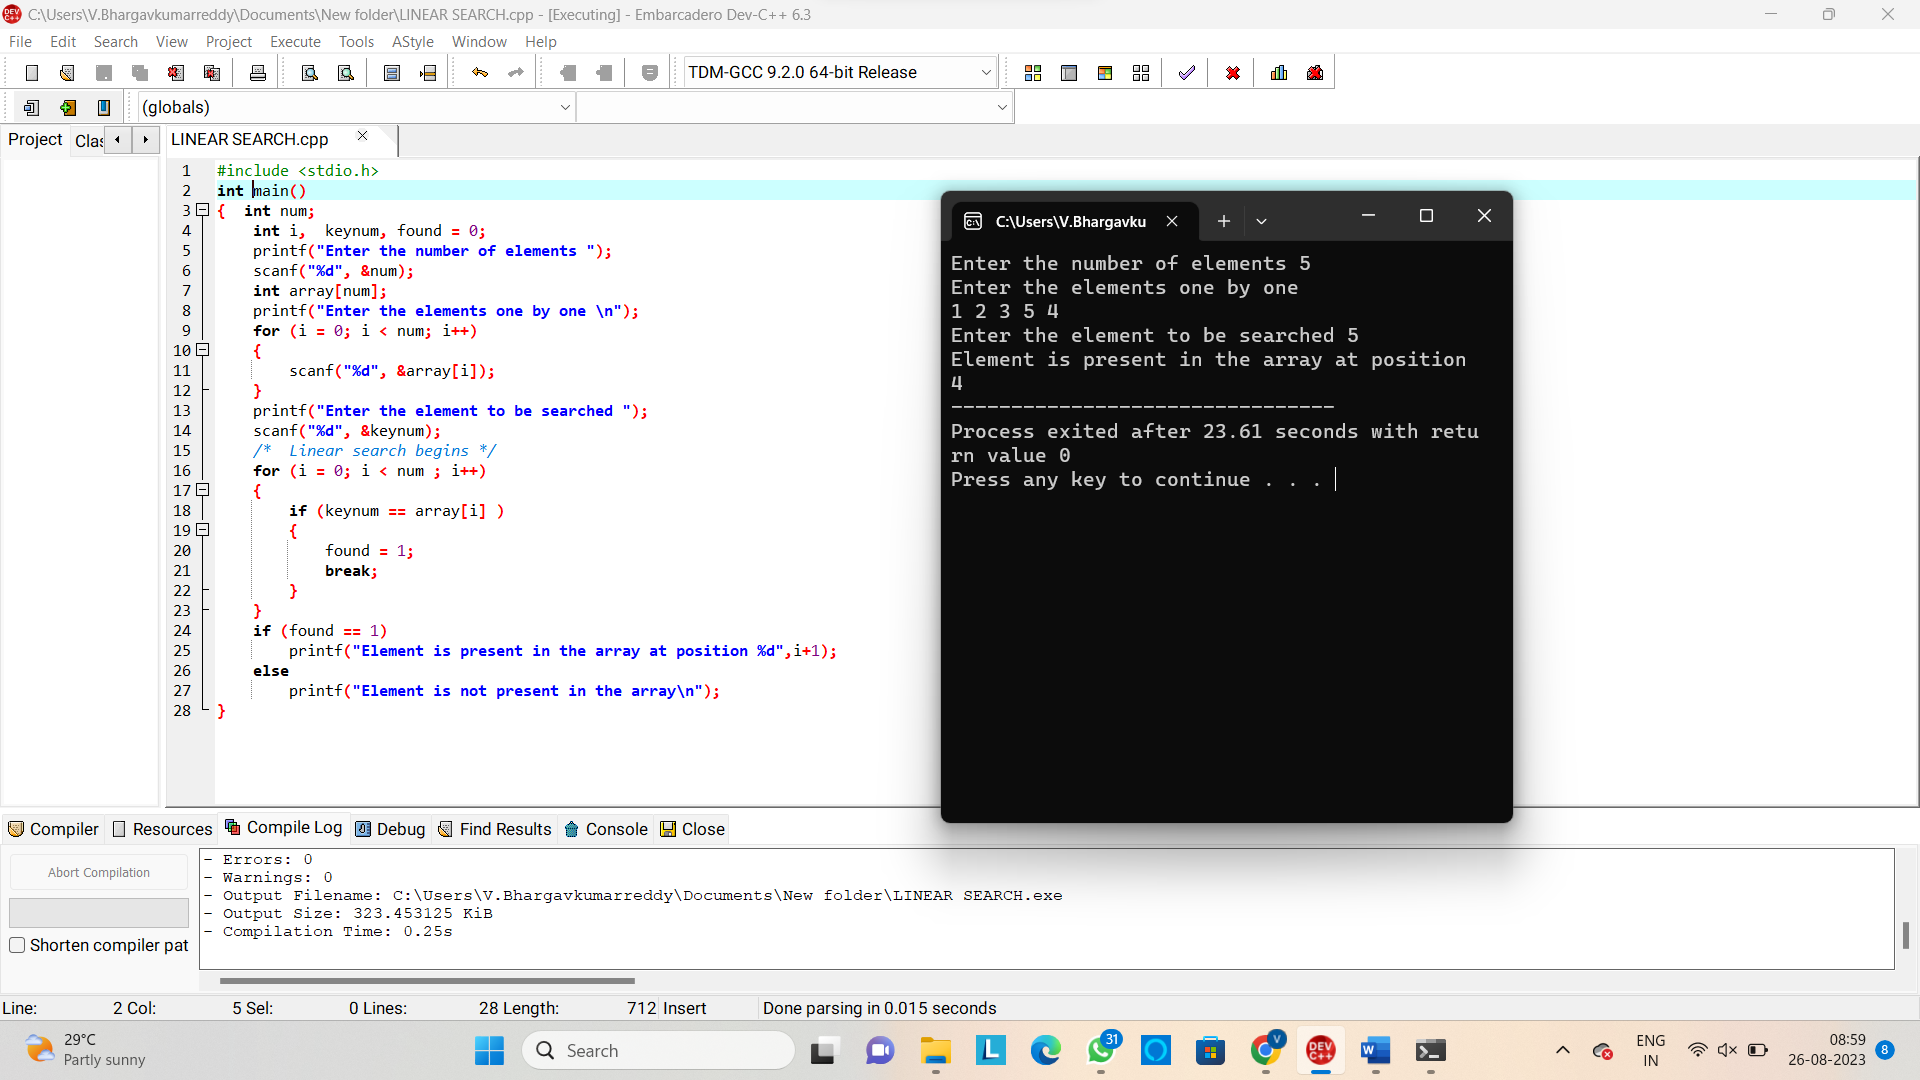 C:\Users\V.Bhargavkumarreddy\Documents\New folder\LINEAR SEARCH.cpp - [Executing] - Embarcadero Dev-C++ 6.3
File Edit Search View Project Execute Tools AStyle Window Help
TDM-GCC 9.2.0 64-bit Release
(globals)
Project Clas LINEAR SEARCH.cpp
1 #include <stdio.h>
2 int main()
3 { int num;
4 int i,  keynum, found = 0;
5 printf("Enter the number of elements ");
6 scanf("%d", &num);
7 int array[num];
8 printf("Enter the elements one by one \n");
9 for (i = 0; i < num; i++)
10 {
11 scanf("%d", &array[i]);
12 }
13 printf("Enter the element to be searched ");
14 scanf("%d", &keynum);
15 /*  Linear search begins */
16 for (i = 0; i < num ; i++)
17 {
18 if (keynum == array[i] )
19 {
20 found = 1;
21 break;
22 }
23 }
24 if (found == 1)
25 printf("Element is present in the array at position %d",i+1);
26 else
27 printf("Element is not present in the array\n");
28 }
C:\Users\V.Bhargavku
Enter the number of elements 5
Enter the elements one by one
1 2 3 5 4
Enter the element to be searched 5
Element is present in the array at position
4
--------------------------------
Process exited after 23.61 seconds with retu
rn value 0
Press any key to continue . . .
Compiler Resources Compile Log Debug Find Results Console Close
Abort Compilation
Shorten compiler pat
- Errors: 0
- Warnings: 0
- Output Filename: C:\Users\V.Bhargavkumarreddy\Documents\New folder\LINEAR SEARCH.exe
- Output Size: 323.453125 KiB
- Compilation Time: 0.25s
Line: 2 Col: 5 Sel: 0 Lines: 28 Length: 712 Insert Done parsing in 0.015 seconds
29°C
Partly sunny
Search
31
V
DEV C++
ENG
IN
08:59
26-08-2023
8